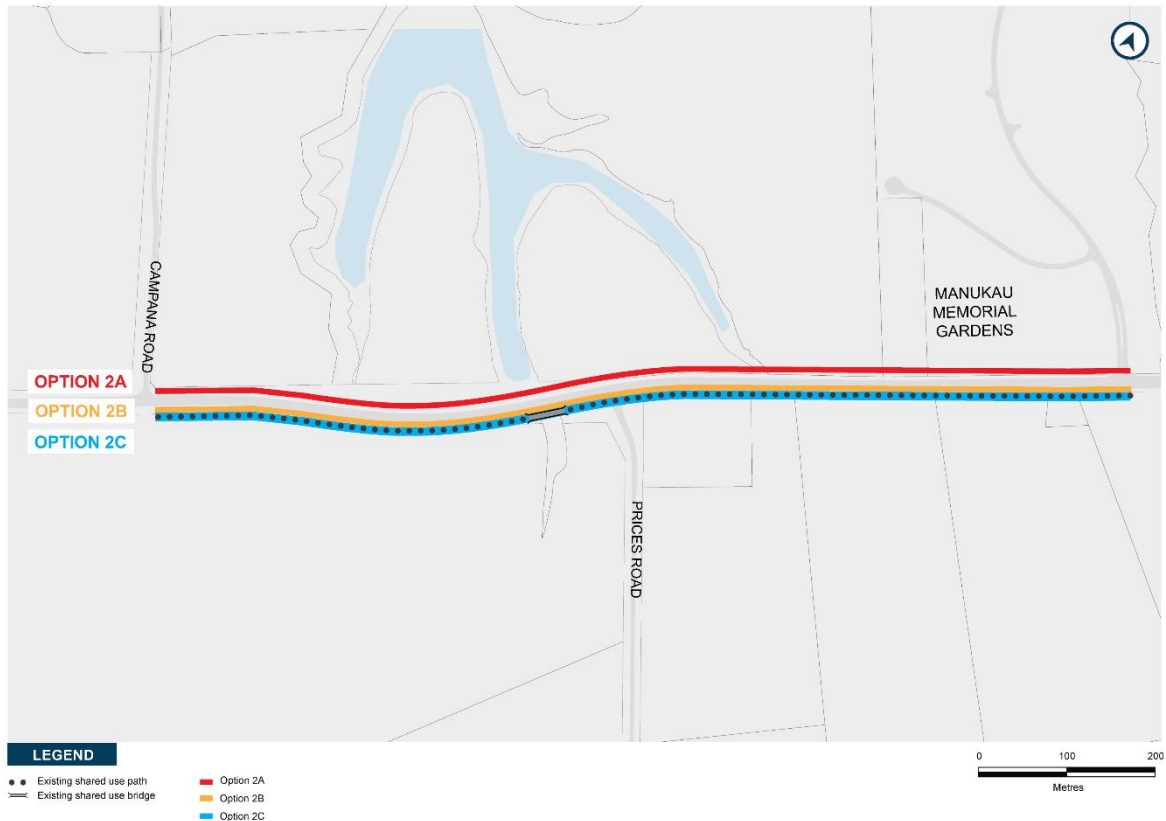 CAMPANA ROAD
MANUKAU
MEMORIAL
GARDENS
OPTION 2A
OPTION 2B
OPTION 2C
PRICES ROAD
LEGEND
Existing shared use path
Existing shared use bridge
Option 2A
Option 2B
Option 2C
0 100 200
Metres